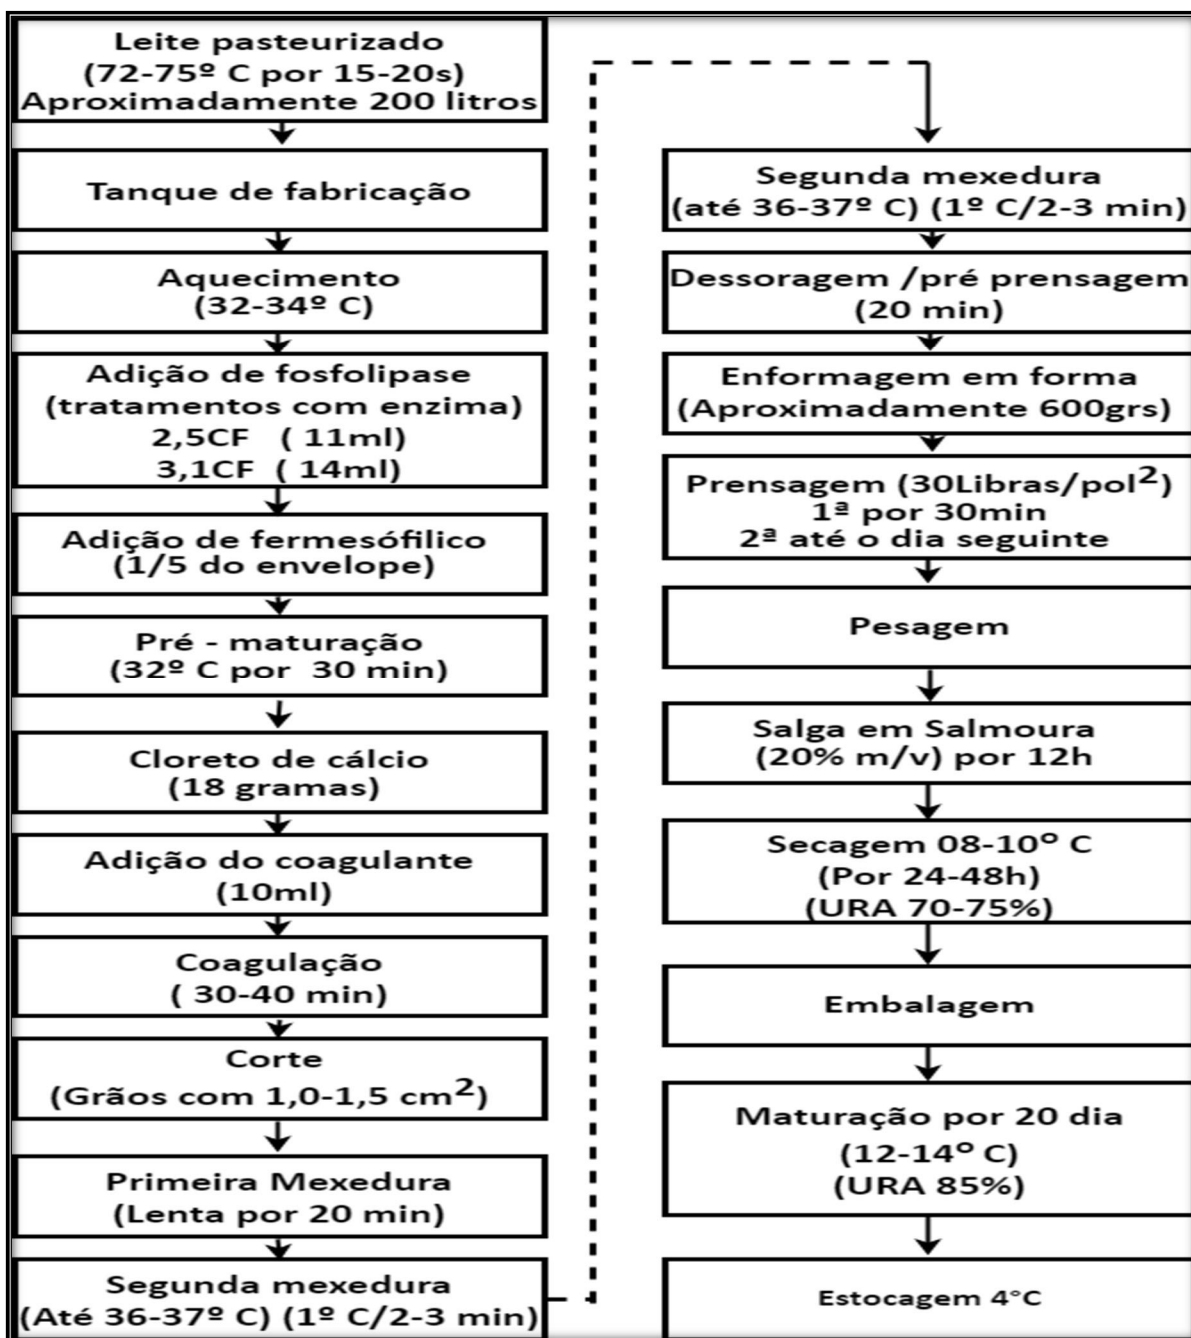 Leite pasteurizado
(72-75º C por 15-20s)
Aproximadamente 200 litros
Tanque de fabricação
Aquecimento
(32-34º C)
Adição de fosfolipase
(tratamentos com enzima)
2,5CF ( 11ml)
3,1CF ( 14ml)
Adição de fermesófilico
(1/5 do envelope)
Pré - maturação
(32º C por 30 min)
Cloreto de cálcio
(18 gramas)
Adição do coagulante
(10ml)
Coagulação
( 30-40 min)
Corte
(Grãos com 1,0-1,5 cm²)
Primeira Mexedura
(Lenta por 20 min)
Segunda mexedura
(Até 36-37º C) (1º C/2-3 min)
Segunda mexedura
(até 36-37º C) (1º C/2-3 min)
Dessoragem /pré prensagem
(20 min)
Enformagem em forma
(Aproximadamente 600grs)
Prensagem (30Libras/pol²)
1ª por 30min
2ª até o dia seguinte
Pesagem
Salga em Salmoura
(20% m/v) por 12h
Secagem 08-10º C
(Por 24-48h)
(URA 70-75%)
Embalagem
Maturação por 20 dia
(12-14º C)
(URA 85%)
Estocagem 4°C